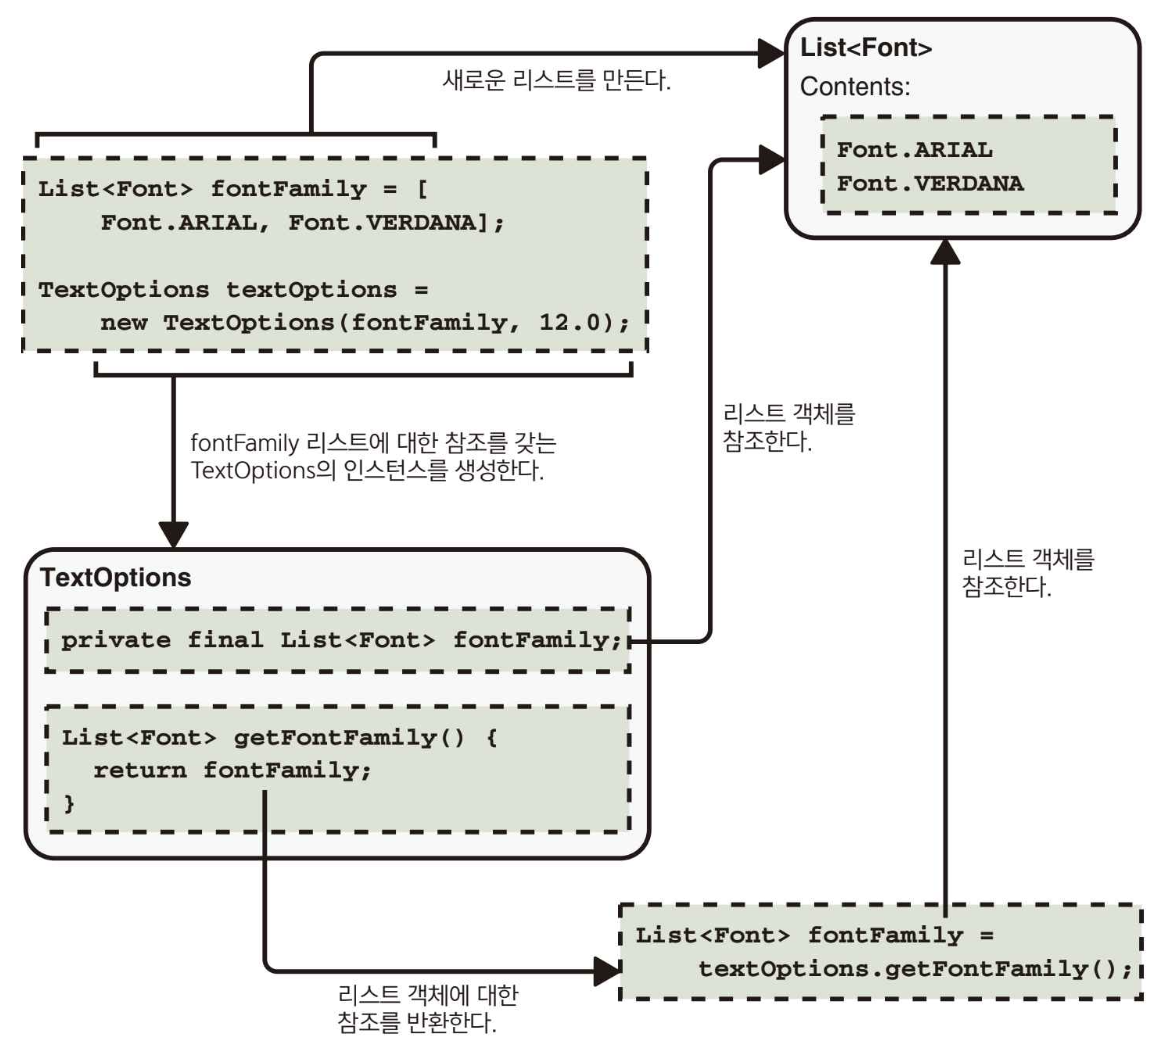 새로운 리스트를 만든다.
List<Font>
Contents:
Font.ARIAL
Font.VERDANA
List<Font> fontFamily = [
Font.ARIAL, Font.VERDANA];
TextOptions textOptions =
new TextOptions(fontFamily, 12.0);
fontFamily 리스트에 대한 참조를 갖는
TextOptions의 인스턴스를 생성한다.
리스트 객체를
참조한다.
리스트 객체를
참조한다.
TextOptions
private final List<Font> fontFamily;
List<Font> getFontFamily() {
return fontFamily;
}
List<Font> fontFamily =
textOptions.getFontFamily();
리스트 객체에 대한
참조를 반환한다.